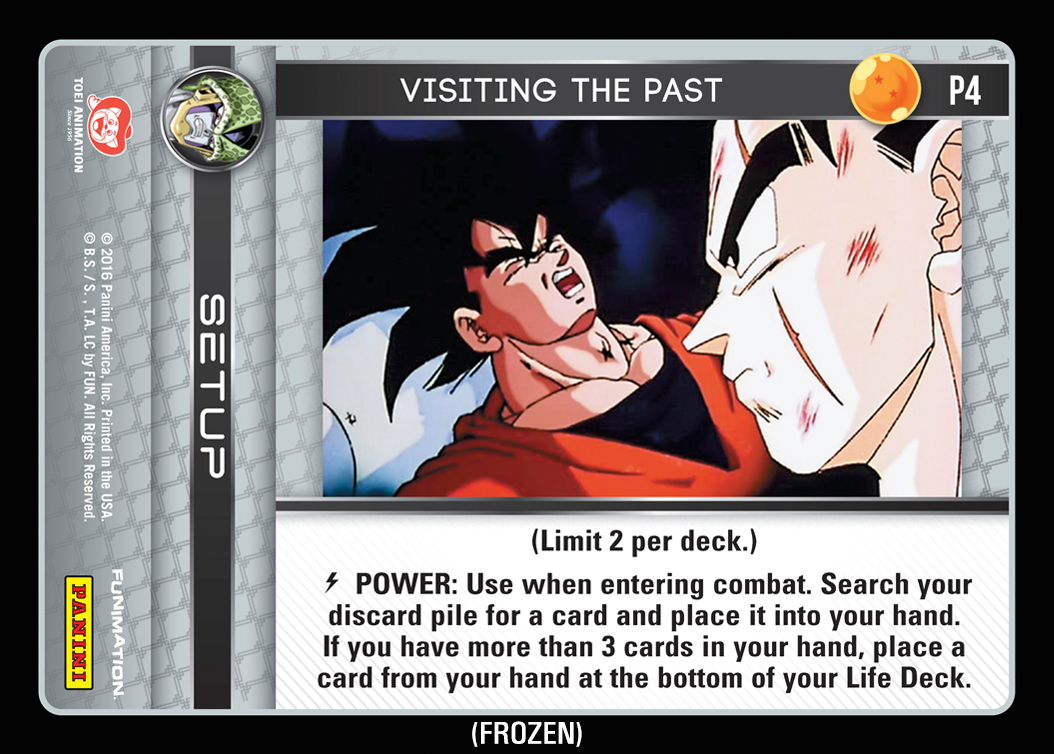 VISITING THE PAST
P4
SETUP
(Limit 2 per deck.)
POWER: Use when entering combat. Search your
discard pile for a card and place it into your hand.
If you have more than 3 cards in your hand, place a
card from your hand at the bottom of your Life Deck.
TOEI ANIMATION
Since 1956
© 2016 Panini America, Inc. Printed in the USA.
© B.S. / S. , T.A. LC by FUN. All Rights Reserved.
FUNIMATION
PANINI
(FROZEN)